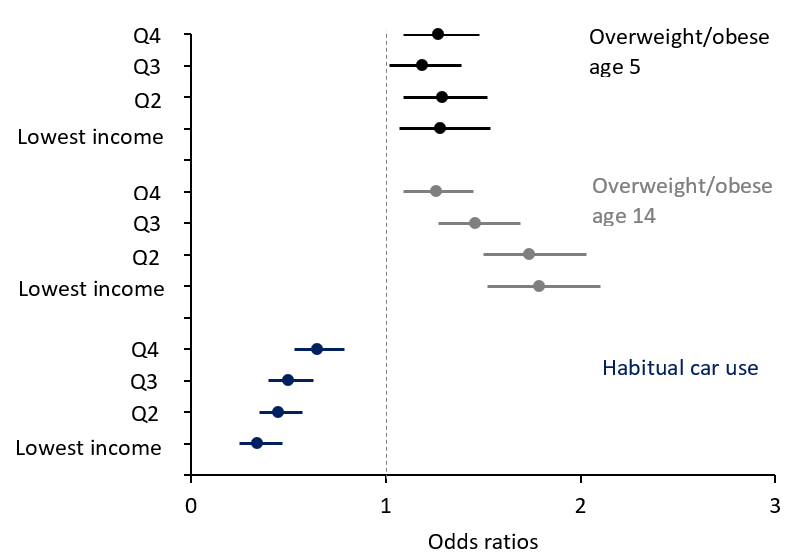 Q4
Overweight/obese
age 5
Q3
Q2
Lowest income
Q4
Overweight/obese
age 14
Q3
Q2
Lowest income
Q4
Habitual car use
Q3
Q2
Lowest income
0 1 2 3
Odds ratios